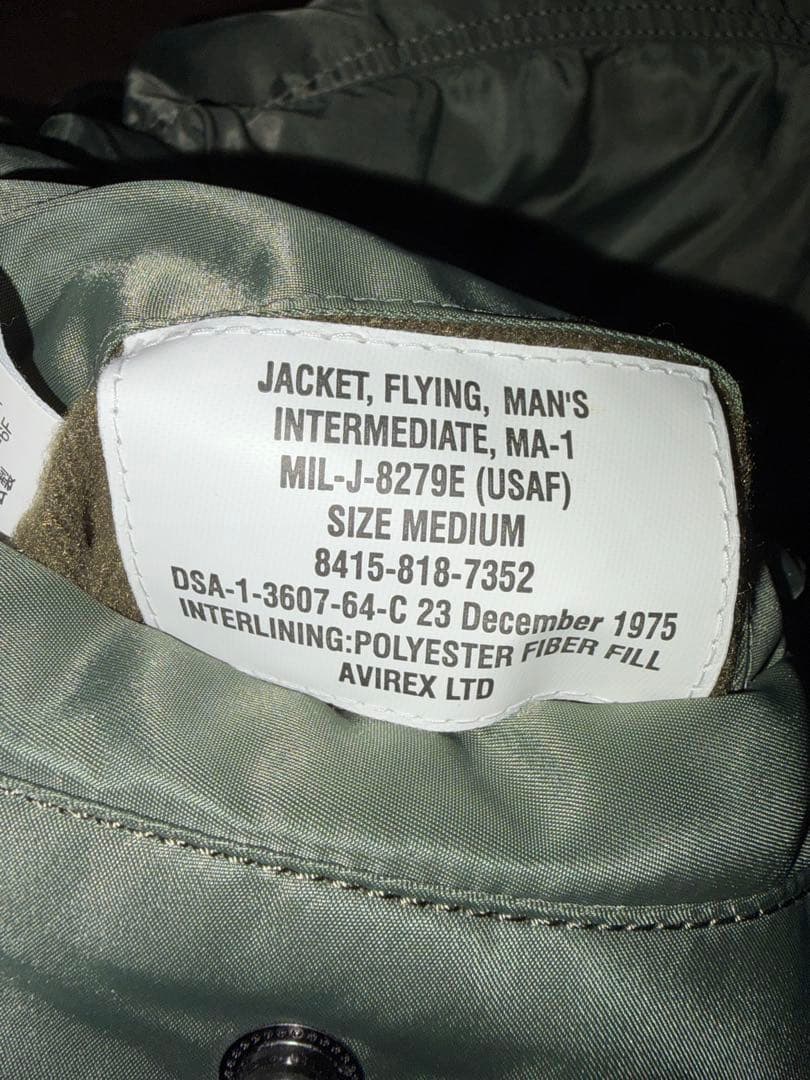 JACKET, FLYING, MAN'S
INTERMEDIATE, MA-1
MIL-J-8279E (USAF)
SIZE MEDIUM
8415-818-7352
DSA-1-3607-64-C 23 December 1975
INTERLINING:POLYESTER FIBER FILL
AVIREX LTD